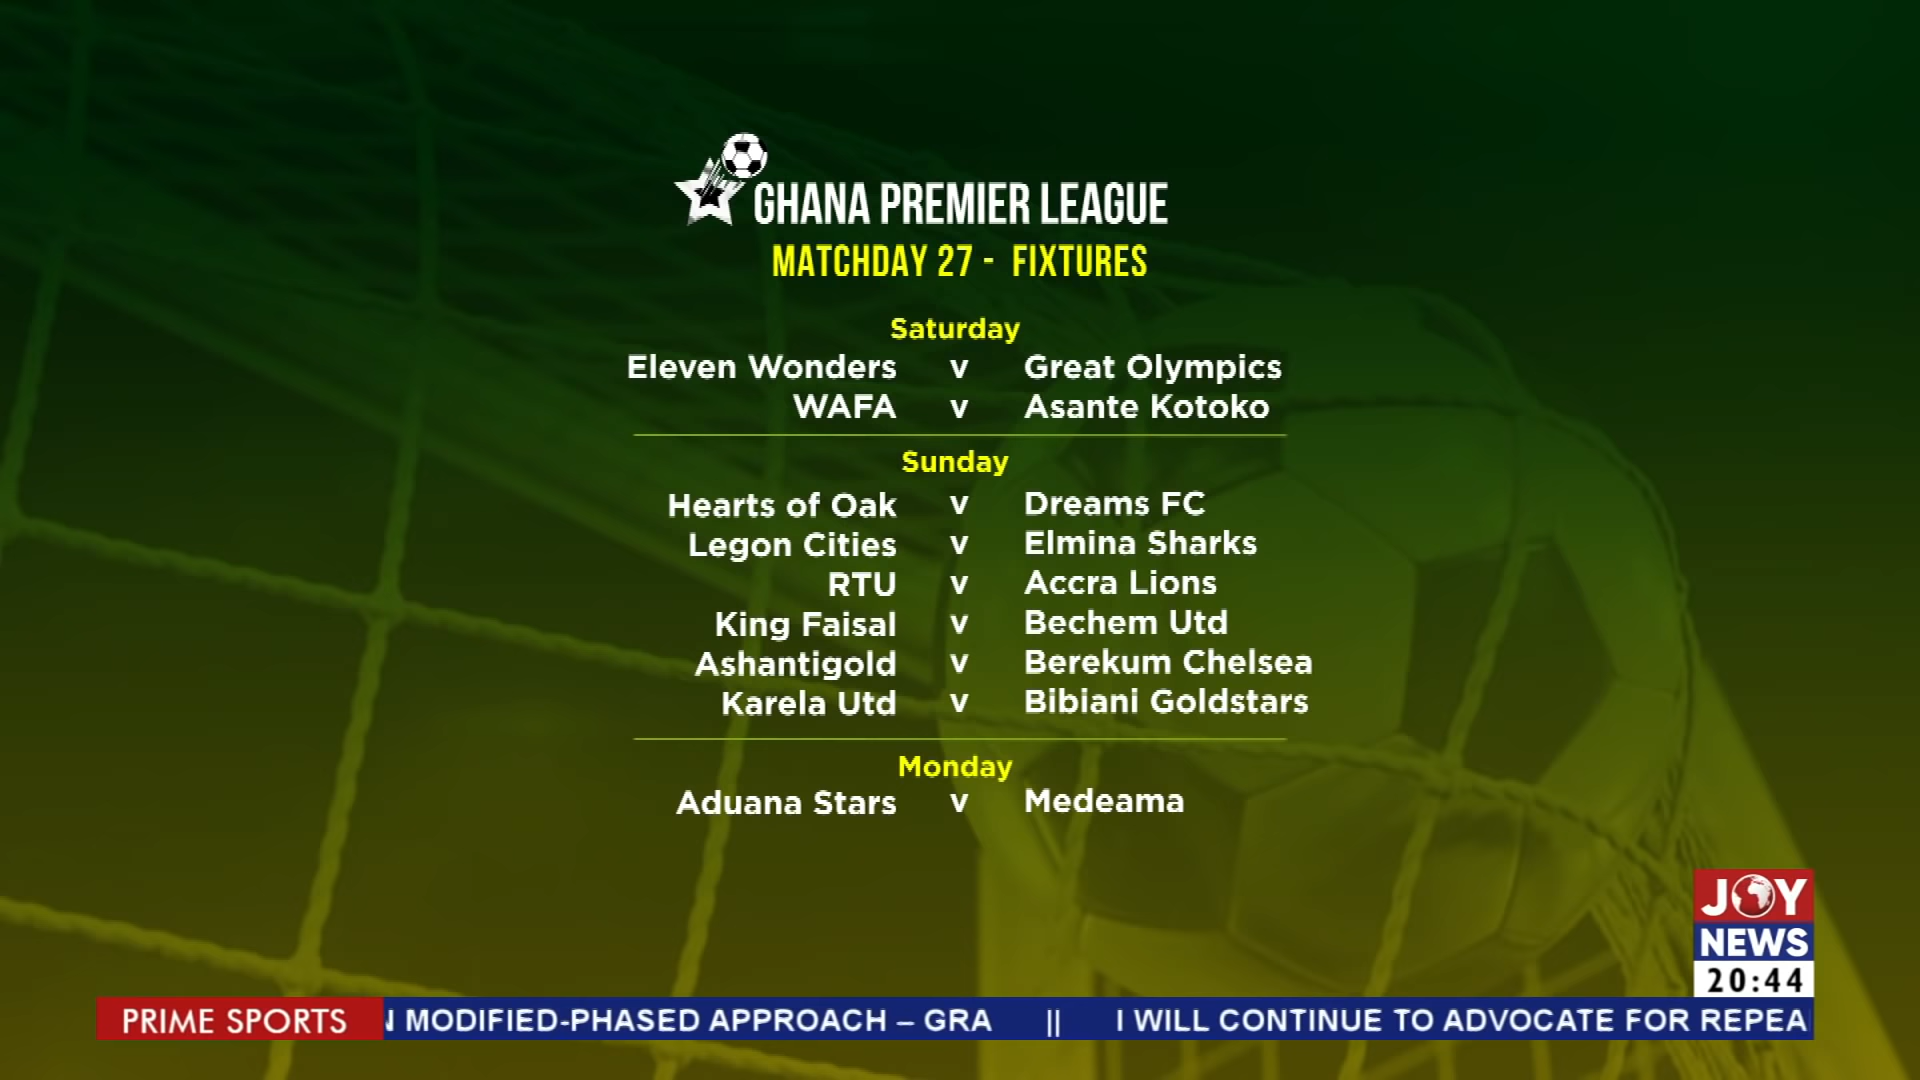 GHANA PREMIER LEAGUE
MATCHDAY 27 - FIXTURES
Saturday
Eleven Wonders v Great Olympics
WAFA v Asante Kotoko
Sunday
Hearts of Oak v Dreams FC
Legon Cities v Elmina Sharks
RTU v Accra Lions
King Faisal v Bechem Utd
Ashantigold v Berekum Chelsea
Karela Utd v Bibiani Goldstars
Monday
Aduana Stars v Medeama
JOY
NEWS
20:44
PRIME SPORTS MODIFIED-PHASED APPROACH – GRA || I WILL CONTINUE TO ADVOCATE FOR